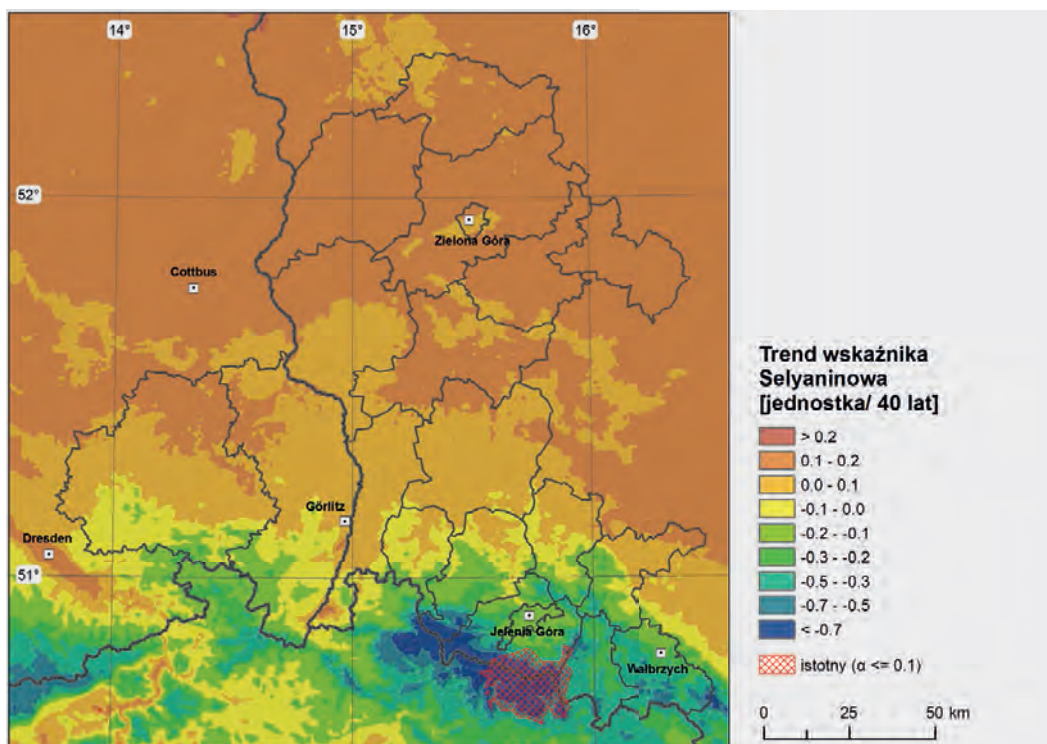 14°
15°
16°
52°
Zielona Góra
Cottbus
Görlitz
Dresden
51°
Jelenia Góra
Wałbrzych
Trend wskaźnika
Selyaninowa
[jednostka/ 40 lat]
> 0.2
0.1 - 0.2
0.0 - 0.1
-0.1 - 0.0
-0.2 - -0.1
-0.3 - -0.2
-0.5 - -0.3
-0.7 - -0.5
< -0.7
istotny (α <= 0.1)
0 25 50 km